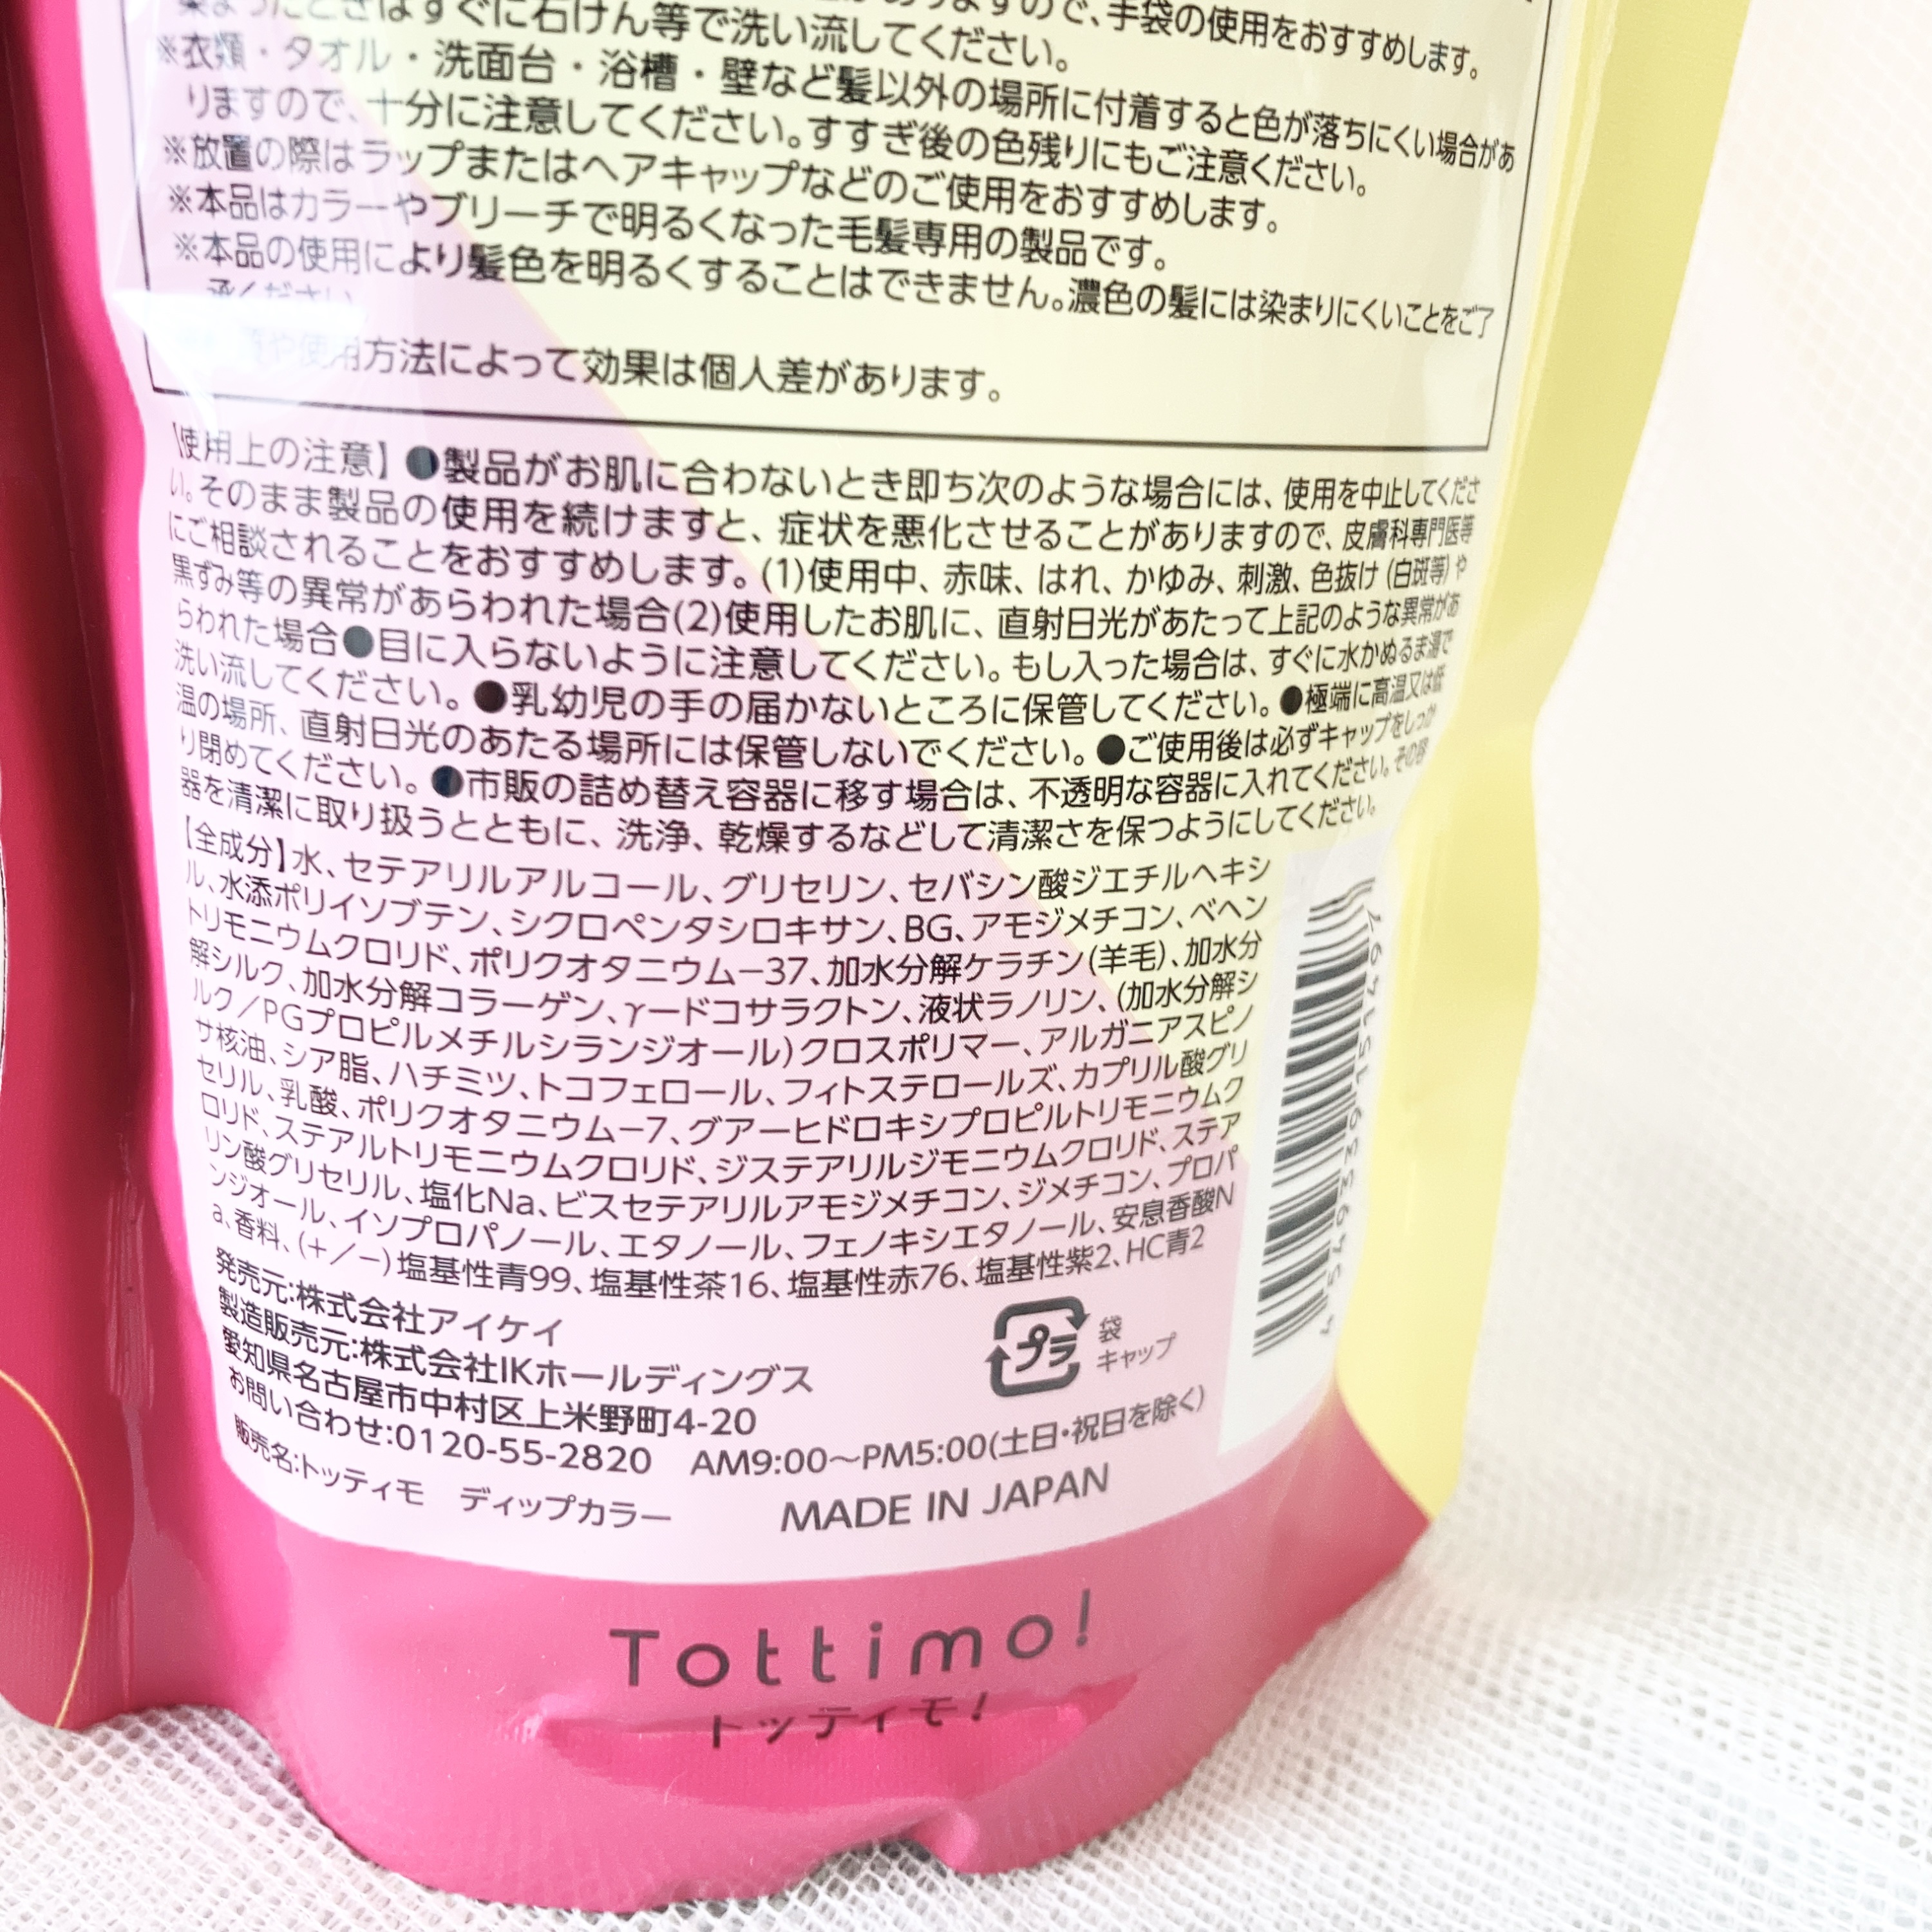 ますので、手袋の使用をおすすめします。
染まったときはすぐに石けん等で洗い流してください。
※衣類・タオル・洗面台・浴槽・壁など髪以外の場所に付着すると色が落ちにくい場合があ
りますので、十分に注意してください。すすぎ後の色残りにもご注意ください。
※放置の際はラップまたはヘアキャップなどのご使用をおすすめします。
※本品はカラーやブリーチで明るくなった毛髪専用の製品です。
※本品の使用により髪色を明るくすることはできません。濃色の髪には染まりにくいことをご了
承ください
や使用方法によって効果は個人差があります。
【使用上の注意】●製品がお肌に合わないとき即ち次のような場合には、使用を中止してくださ
い。そのまま製品の使用を続けますと、症状を悪化させることがありますので、皮膚科専門医等
にご相談されることをおすすめします。(1)使用中、赤味、はれ、かゆみ、刺激、色抜け(白斑等)や
黒ずみ等の異常があらわれた場合(2)使用したお肌に、直射日光があたって上記のような異常があ
らわれた場合●目に入らないように注意してください。もし入った場合は、すぐに水かぬるま湯で
洗い流してください。●乳幼児の手の届かないところに保管してください。●極端に高温又は低
温の場所、直射日光のあたる場所には保管しないでください。●ご使用後は必ずキャップをしっか
り閉めてください。●市販の詰め替え容器に移す場合は、不透明な容器に入れてください。その容
器を清潔に取り扱うとともに、洗浄、乾燥するなどして清潔さを保つようにしてください。
【全成分】水、セテアリルアルコール、グリセリン、セバシン酸ジエチルヘキシ
ル、水添ポリイソブテン、シクロペンタシロキサン、BG、アモジメチコン、ベヘン
トリモニウムクロリド、ポリクオタニウム−37、加水分解ケラチン(羊毛)、加水分
解シルク、加水分解コラーゲン、γードコサラクトン、液状ラノリン、(加水分解シ
ルク／PGプロピルメチルシランジオール)クロスポリマー、アルガニアスピノ
サ核油、シア脂、ハチミツ、トコフェロール、フィトステロールズ、カプリル酸グリ
セリル、乳酸、ポリクオタニウム−7、グアーヒドロキシプロピルトリモニウムク
ロリド、ステアルトリモニウムクロリド、ジステアリルジモニウムクロリド、ステア
リン酸グリセリル、塩化Na、ビスセテアリルアモジメチコン、ジメチコン、プロパ
ンジオール、イソプロパノール、エタノール、フェノキシエタノール、安息香酸N
a、香料、(＋／−)塩基性青99、塩基性茶16、塩基性赤76、塩基性紫2、HC青2
発売元:株式会社アイケイ
製造販売元:株式会社IKホールディングス
愛知県名古屋市中村区上米野町4-20
お問い合わせ:0120-55-2820 AM9:00〜PM5:00(土日・祝日を除く)
販売名:トッティモ ディップカラー
MADE IN JAPAN
プラ
袋
キャップ
Tottimo!
トッティモ!